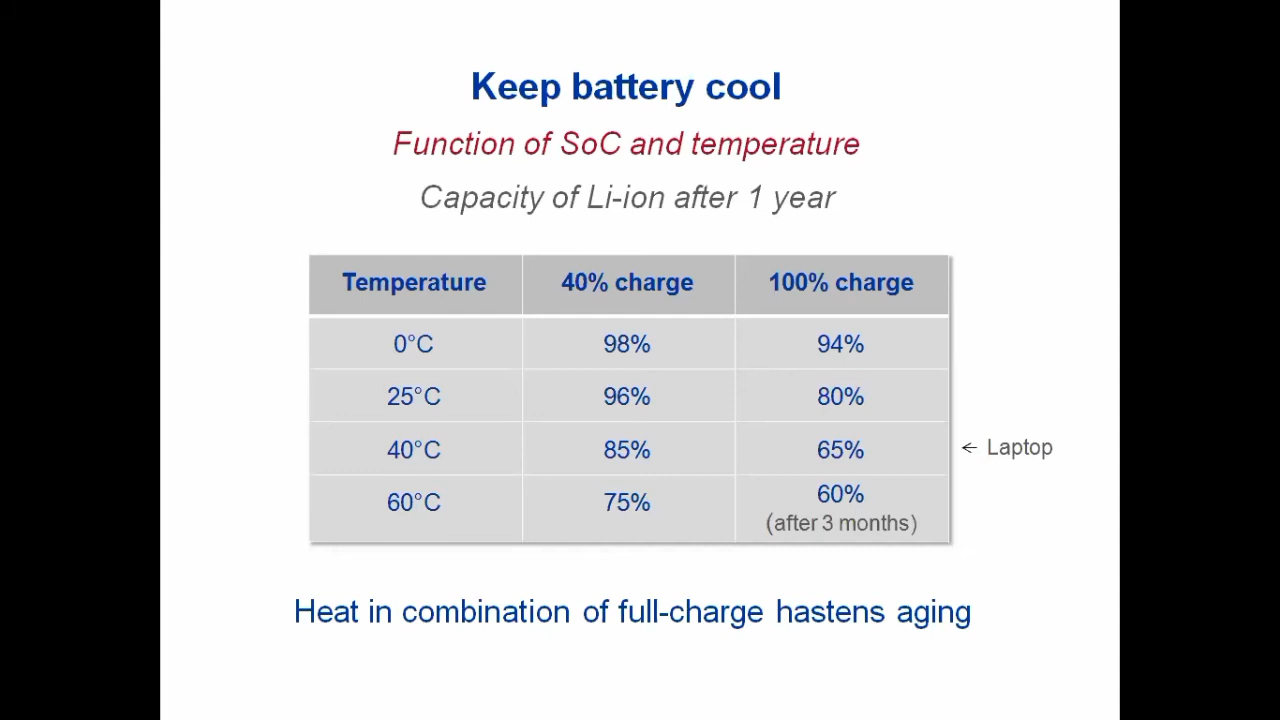 Keep battery cool
Function of SoC and temperature
Capacity of Li-ion after 1 year
Temperature 40% charge 100% charge
0°C 98% 94%
25°C 96% 80%
40°C 85% 65% ← Laptop
60°C 75% 60%
(after 3 months)
Heat in combination of full-charge hastens aging